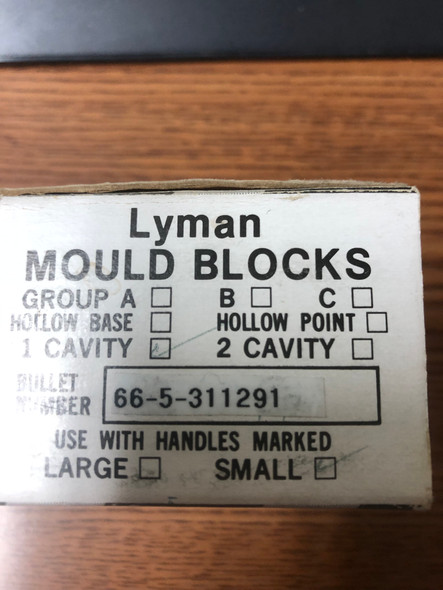 Lyman
MOULD BLOCKS
GROUP A ☐ B ☐ C ☐
HOLLOW BASE ☐ HOLLOW POINT ☐
1 CAVITY ☐ 2 CAVITY ☐
BULLET NUMBER 66-5-311291
USE WITH HANDLES MARKED
LARGE ☐ SMALL ☐